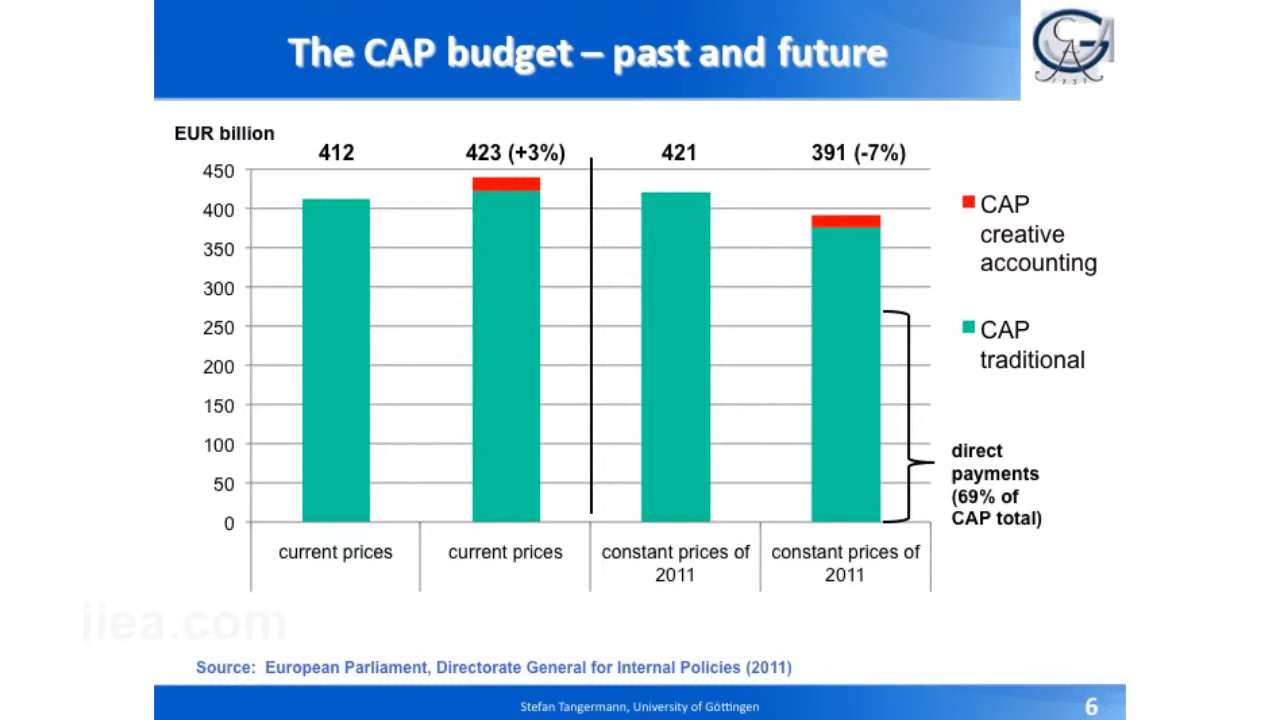 The CAP budget – past and future
EUR billion
412
423 (+3%)
421
391 (-7%)
450
400
350
300
250
200
150
100
50
0
current prices
current prices
constant prices of
2011
constant prices of
2011
CAP
creative
accounting
CAP
traditional
direct
payments
(69% of
CAP total)
iiea.com
Source: European Parliament, Directorate General for Internal Policies (2011)
Stefan Tangermann, University of Göttingen
6